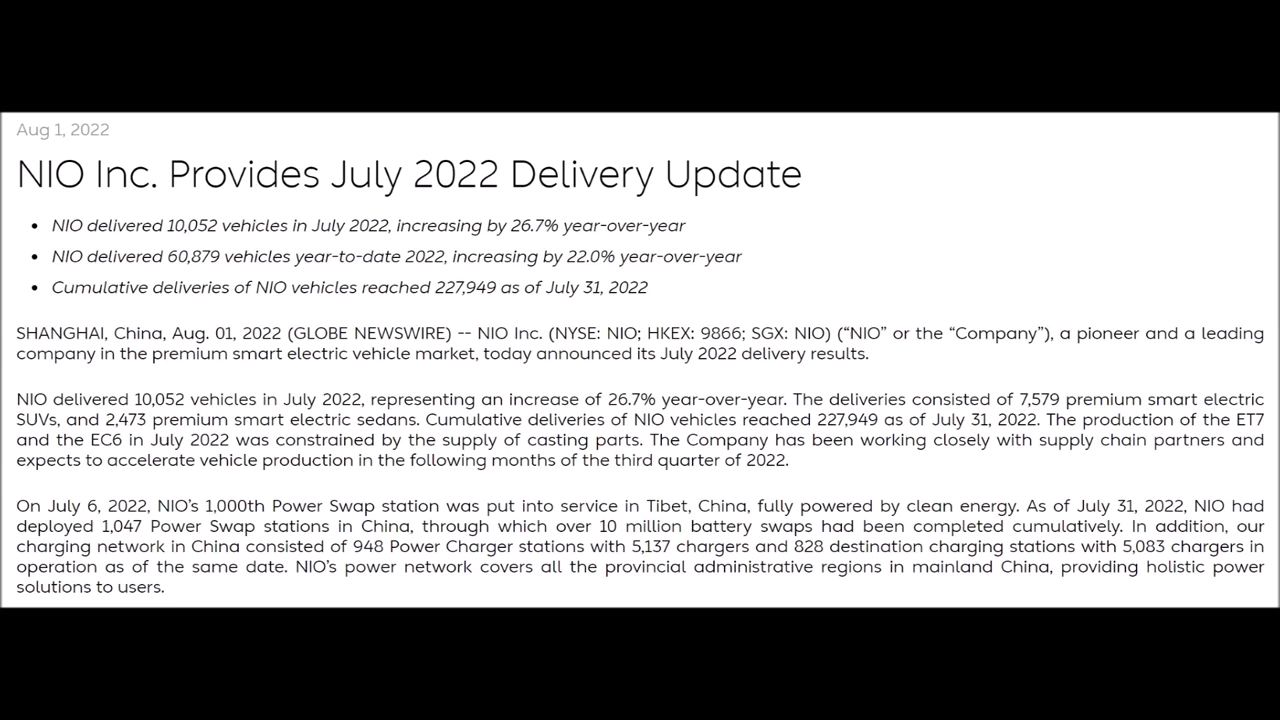 Aug 1, 2022
NIO Inc. Provides July 2022 Delivery Update
• NIO delivered 10,052 vehicles in July 2022, increasing by 26.7% year-over-year
• NIO delivered 60,879 vehicles year-to-date 2022, increasing by 22.0% year-over-year
• Cumulative deliveries of NIO vehicles reached 227,949 as of July 31, 2022
SHANGHAI, China, Aug. 01, 2022 (GLOBE NEWSWIRE) -- NIO Inc. (NYSE: NIO; HKEX: 9866; SGX: NIO) (“NIO” or the “Company”), a pioneer and a leading
company in the premium smart electric vehicle market, today announced its July 2022 delivery results.
NIO delivered 10,052 vehicles in July 2022, representing an increase of 26.7% year-over-year. The deliveries consisted of 7,579 premium smart electric
SUVs, and 2,473 premium smart electric sedans. Cumulative deliveries of NIO vehicles reached 227,949 as of July 31, 2022. The production of the ET7
and the EC6 in July 2022 was constrained by the supply of casting parts. The Company has been working closely with supply chain partners and
expects to accelerate vehicle production in the following months of the third quarter of 2022.
On July 6, 2022, NIO’s 1,000th Power Swap station was put into service in Tibet, China, fully powered by clean energy. As of July 31, 2022, NIO had
deployed 1,047 Power Swap stations in China, through which over 10 million battery swaps had been completed cumulatively. In addition, our
charging network in China consisted of 948 Power Charger stations with 5,137 chargers and 828 destination charging stations with 5,083 chargers in
operation as of the same date. NIO’s power network covers all the provincial administrative regions in mainland China, providing holistic power
solutions to users.